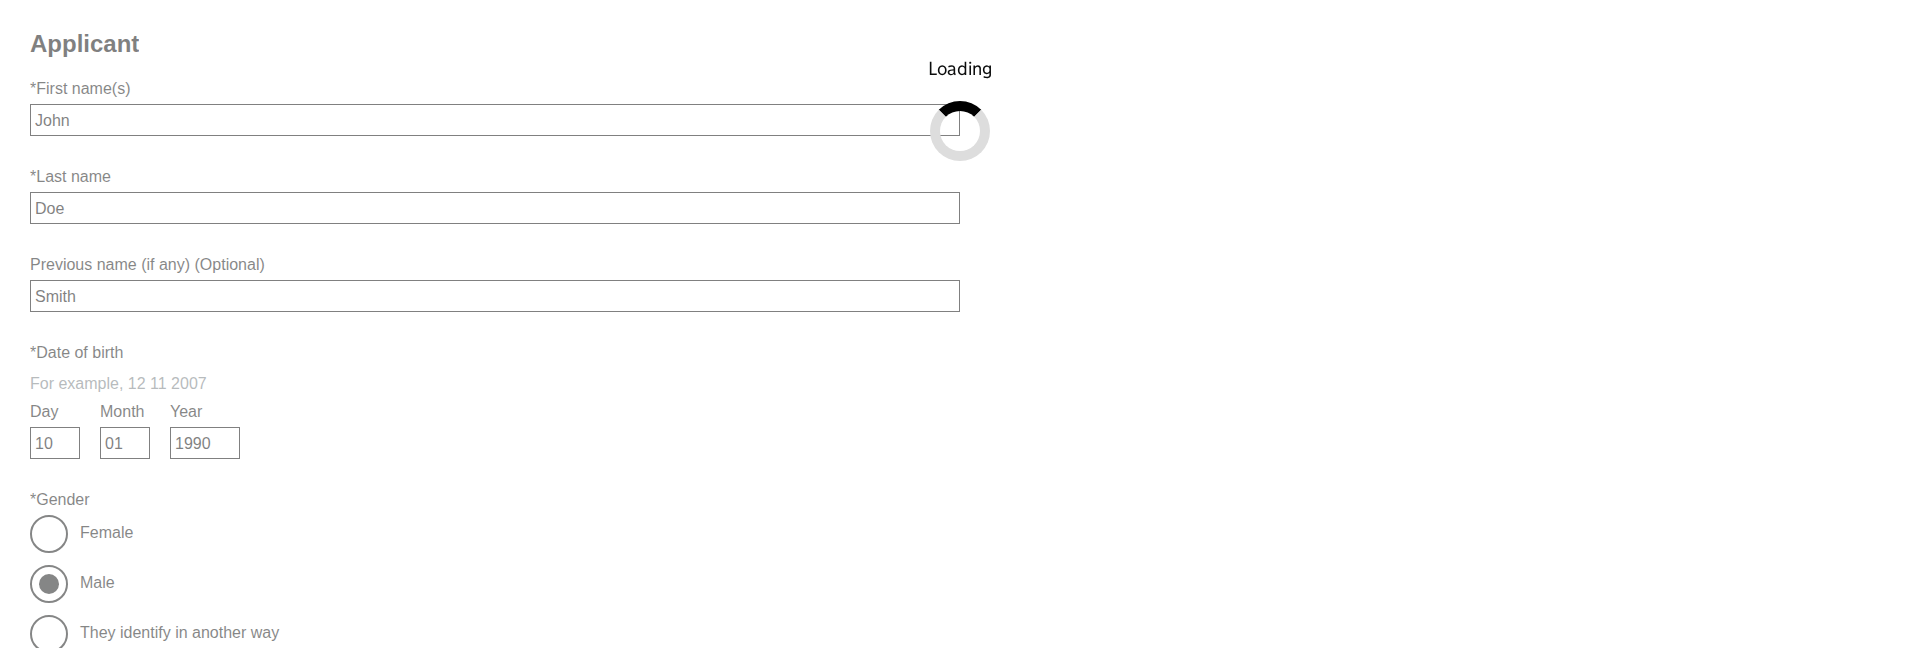 Applicant
Loading
*First name(s)
John
*Last name
Doe
Previous name (if any) (Optional)
Smith
*Date of birth
For example, 12 11 2007
Day Month Year
10 01 1990
*Gender
Female
Male
They identify in another way